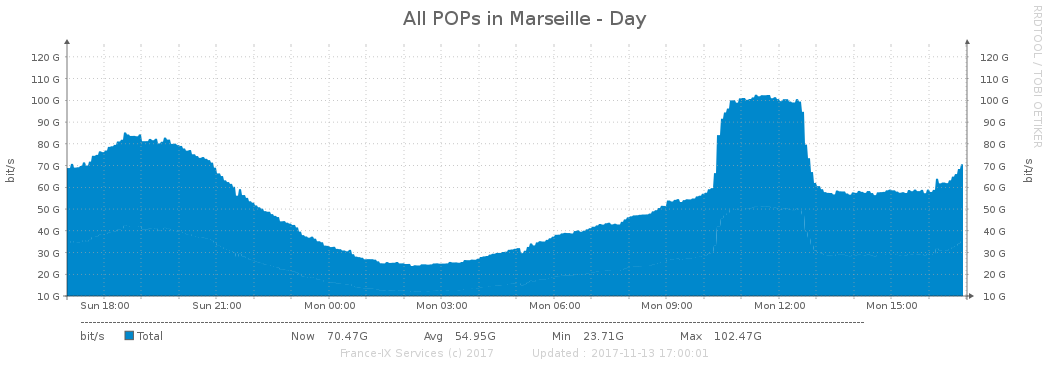 All POPs in Marseille - Day
RRDTOOL / TOBI OETIKER
bit/s
120 G 120 G
110 G 110 G
100 G 100 G
90 G 90 G
80 G 80 G
70 G 70 G
60 G 60 G
50 G 50 G
40 G 40 G
30 G 30 G
20 G 20 G
10 G 10 G
bit/s
Sun 18:00 Sun 21:00 Mon 00:00 Mon 03:00 Mon 06:00 Mon 09:00 Mon 12:00 Mon 15:00
bit/s Total Now 70.47G Avg 54.95G Min 23.71G Max 102.47G
France-IX Services (c) 2017 Updated : 2017-11-13 17:00:01